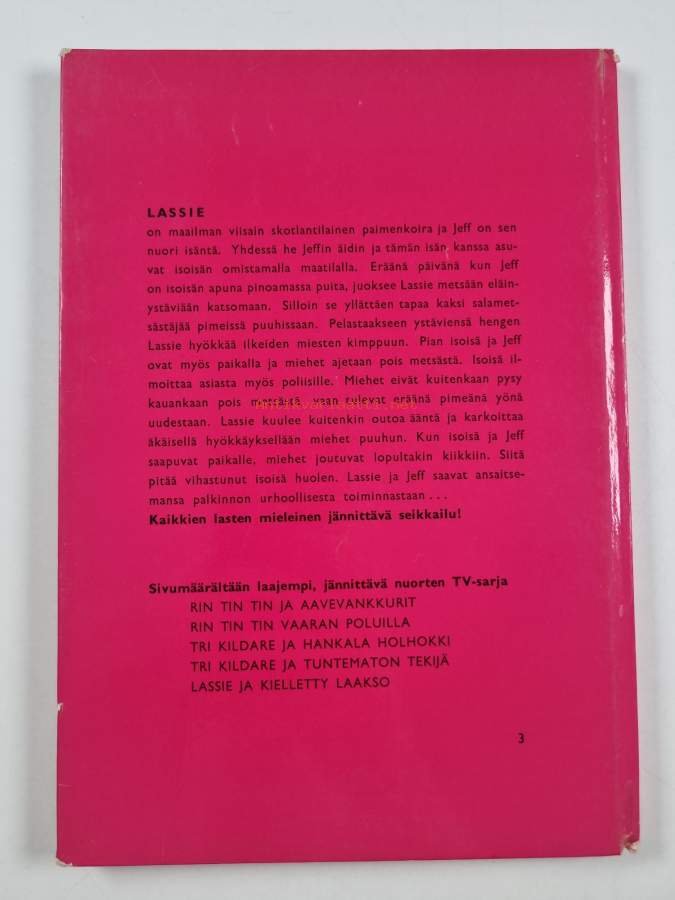 LASSIE
on maailman viisain skotlantilainen paimenkoira ja Jeff on sen
nuori isäntä. Yhdessä he Jeffin äidin ja tämän isän kanssa asu-
vat isoisän omistamalla maatilalla. Eräänä päivänä kun Jeff
on isoisän apuna pinoamassa puita, juoksee Lassie metsään eläin-
ystäviään katsomaan. Silloin se yllättäen tapaa kaksi salamet-
sästäjää pimeissä puuhissaan. Pelastaakseen ystäviensä hengen
Lassie hyökkää ilkeiden miesten kimppuun. Pian isoisä ja Jeff
ovat myös paikalla ja miehet ajetaan pois metsästä. Isoisä il-
moittaa asiasta myös poliisille. Miehet eivät kuitenkaan pysy
kauankaan pois metsästä, vaan tulevat eräänä pimeänä yönä
Antikvariaatti.net
uudestaan. Lassie kuulee kuitenkin outoa ääntä ja karkoittaa
äkäisellä hyökkäyksellään miehet puuhun. Kun isoisä ja Jeff
saapuvat paikalle, miehet joutuvat lopultakin kiikkiin. Siitä
pitää vihastunut isoisä huolen. Lassie ja Jeff saavat ansaitse-
mansa palkinnon urhoollisesta toiminnastaan...
Kaikkien lasten mieleinen jännittävä seikkailu!
Sivumäärältään laajempi, jännittävä nuorten TV-sarja
RIN TIN TIN JA AAVEVANKKURIT
RIN TIN TIN VAARAN POLUILLA
TRI KILDARE JA HANKALA HOLHOKKI
TRI KILDARE JA TUNTEMATON TEKIJÄ
LASSIE JA KIELLETTY LAAKSO
3